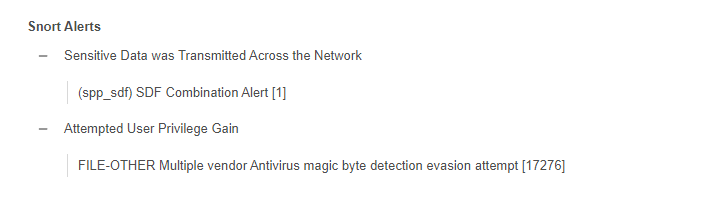 Snort Alerts
Sensitive Data was Transmitted Across the Network
(spp_sdf) SDF Combination Alert [1]
Attempted User Privilege Gain
FILE-OTHER Multiple vendor Antivirus magic byte detection evasion attempt [17276]